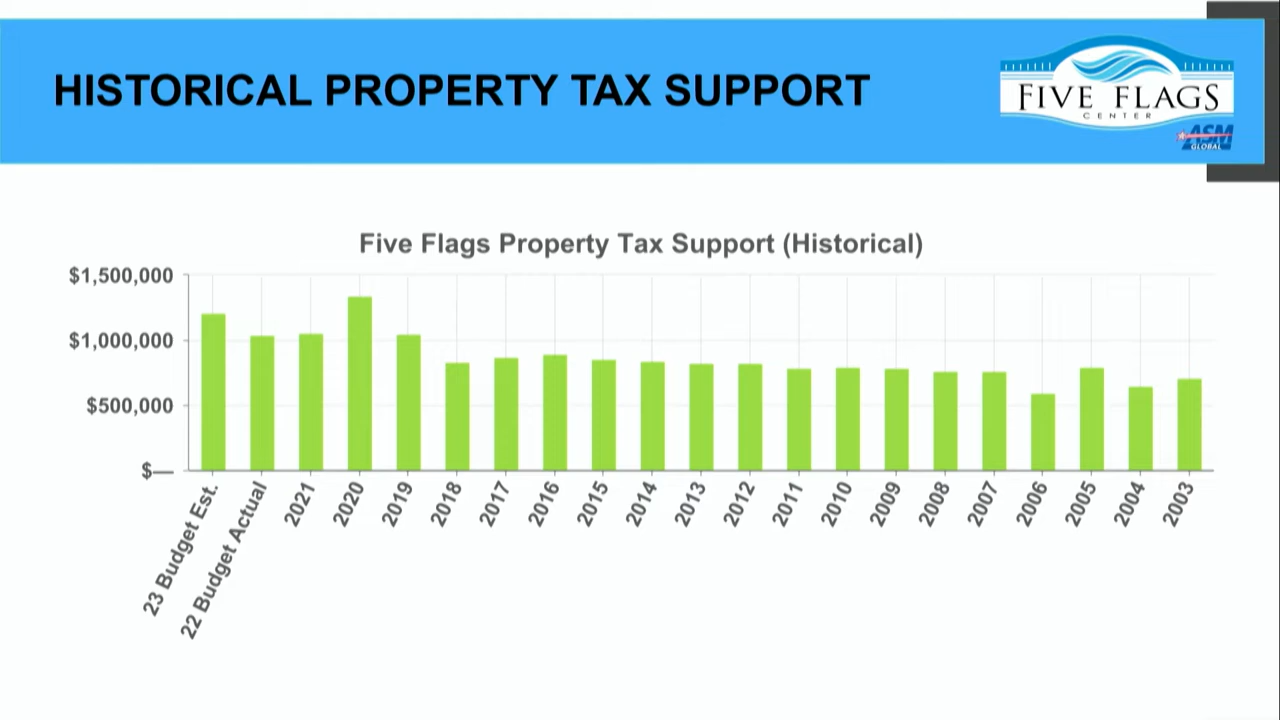 HISTORICAL PROPERTY TAX SUPPORT
FIVE FLAGS
CENTER
ASM
GLOBAL
Five Flags Property Tax Support (Historical)
$1,500,000
$1,000,000
$500,000
$—
23 Budget Est.
22 Budget Actual
2021
2020
2019
2018
2017
2016
2015
2014
2013
2012
2011
2010
2009
2008
2007
2006
2005
2004
2003